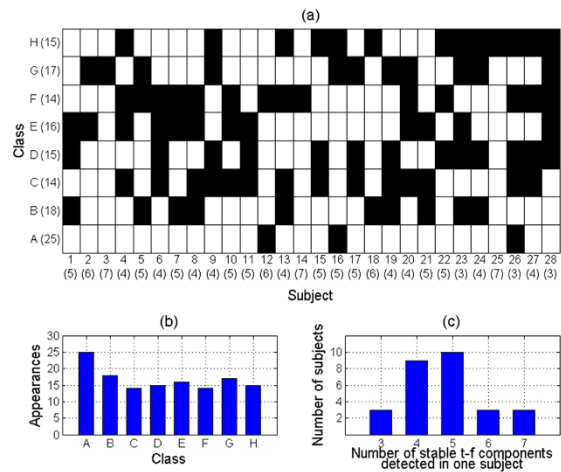 (a)
H (15)
G (17)
F (14)
E (16)
D (15)
C (14)
B (18)
A (25)
Class
1 2 3 4 5 6 7 8 9 10 11 12 13 14 15 16 17 18 19 20 21 22 23 24 25 26 27 28
(5) (6) (7) (4) (5) (4) (5) (4) (4) (5) (5) (6) (4) (7) (5) (5) (5) (6) (4) (4) (5) (5) (3) (4) (7) (3) (4) (3)
Subject
(b)
30
25
20
15
10
5
0
Appearances
A B C D E F G H
Class
(c)
10
8
6
4
2
Number of subjects
3 4 5 6 7
Number of stable t-f components
detected in one subject